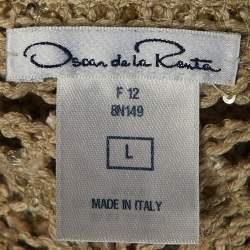 Oscar de la Renta
F 12
8N149
L
MADE IN ITALY